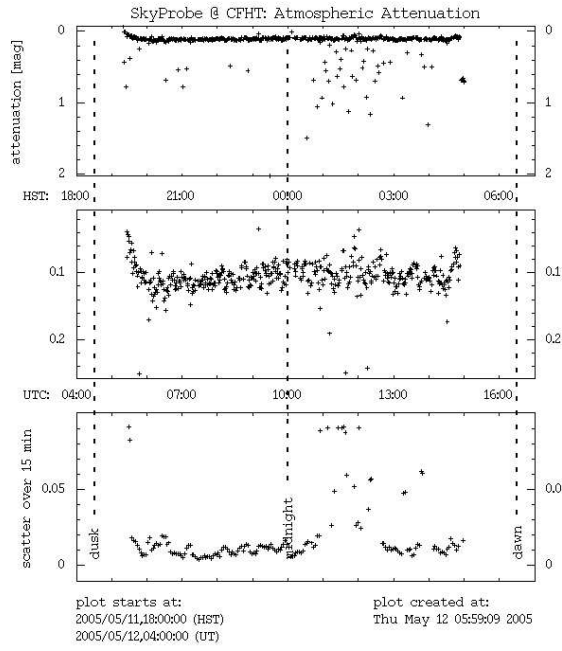 SkyProbe @ CFHT: Atmospheric Attenuation
0
1
2
attenuation [mag]
0
1
2
HST: 18:00 21:00 00:00 03:00 06:00
0.1
0.2
0.1
0.2
UTC: 04:00 07:00 10:00 13:00 16:00
scatter over 15 min
0.05
0
0.0
0
dusk
dnight
dawn
plot starts at:
2005/05/11,18:00:00 (HST)
2005/05/12,04:00:00 (UT)
plot created at:
Thu May 12 05:59:09 2005